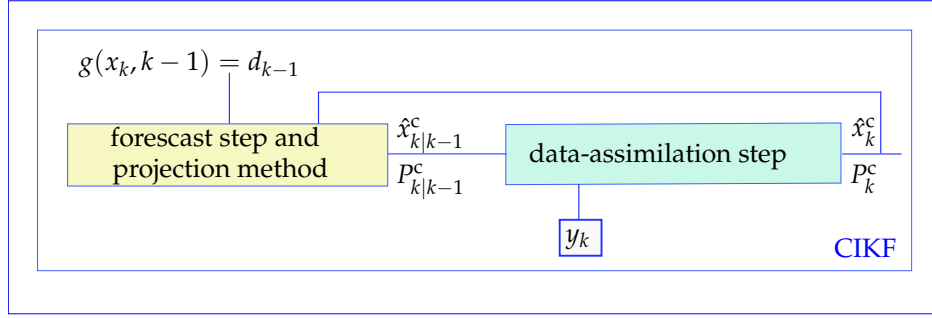 g(x_k, k − 1) = d_{k−1}
forescast step and
projection method
x̂^c_{k|k−1}
P^c_{k|k−1}
data-assimilation step
x̂^c_k
P^c_k
y_k
CIKF